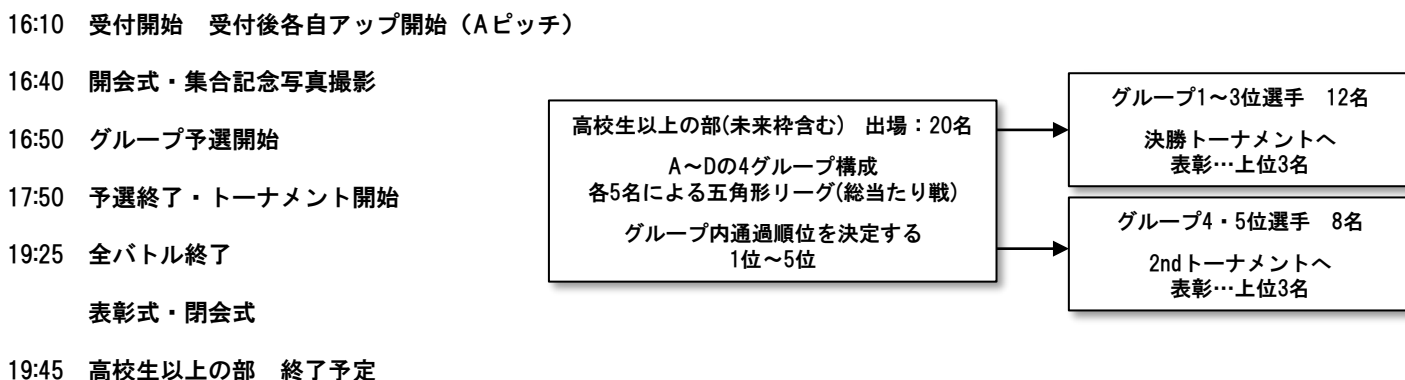 16:10　受付開始　受付後各自アップ開始（Aピッチ）
16:40　開会式・集合記念写真撮影
16:50　グループ予選開始
17:50　予選終了・トーナメント開始
19:25　全バトル終了
表彰式・閉会式
19:45　高校生以上の部　終了予定
高校生以上の部(未来枠含む)　出場：20名
A～Dの4グループ構成
各5名による五角形リーグ(総当たり戦)
グループ内通過順位を決定する
1位～5位
グループ1～3位選手　12名
決勝トーナメントへ
表彰…上位3名
グループ4・5位選手　8名
2ndトーナメントへ
表彰…上位3名